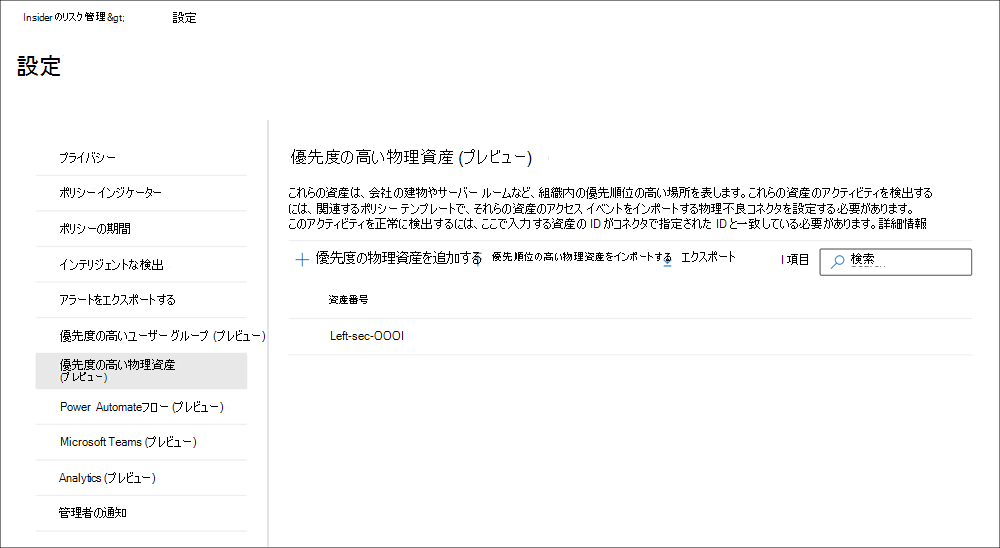 Insider のリスク管理&gt; 設定
設定
プライバシー
ポリシー インジケーター
ポリシーの期間
インテリジェントな検出
アラートをエクスポートする
優先度の高いユーザー グループ (プレビュー)
優先度の高い物理資産
(プレビュー)
Power Automateフロー (プレビュー)
Microsoft Teams (プレビュー)
Analytics (プレビュー)
管理者の通知
優先度の高い物理資産 (プレビュー)
これらの資産は、会社の建物やサーバー ルームなど、組織内の優先順位の高い場所を表します。これらの資産のアクティビティを検出する
には、関連するポリシー テンプレートで、それらの資産のアクセス イベントをインポートする物理不良コネクタを設定する必要があります。
このアクティビティを正常に検出するには、ここで入力する資産の ID がコネクタで指定された ID と一致している必要があります。詳細情報
優先度の物理資産を追加する 優先順位の高い物理資産をインポートする エクスポート I 項目 検索
資産番号
Left-sec-OOOI